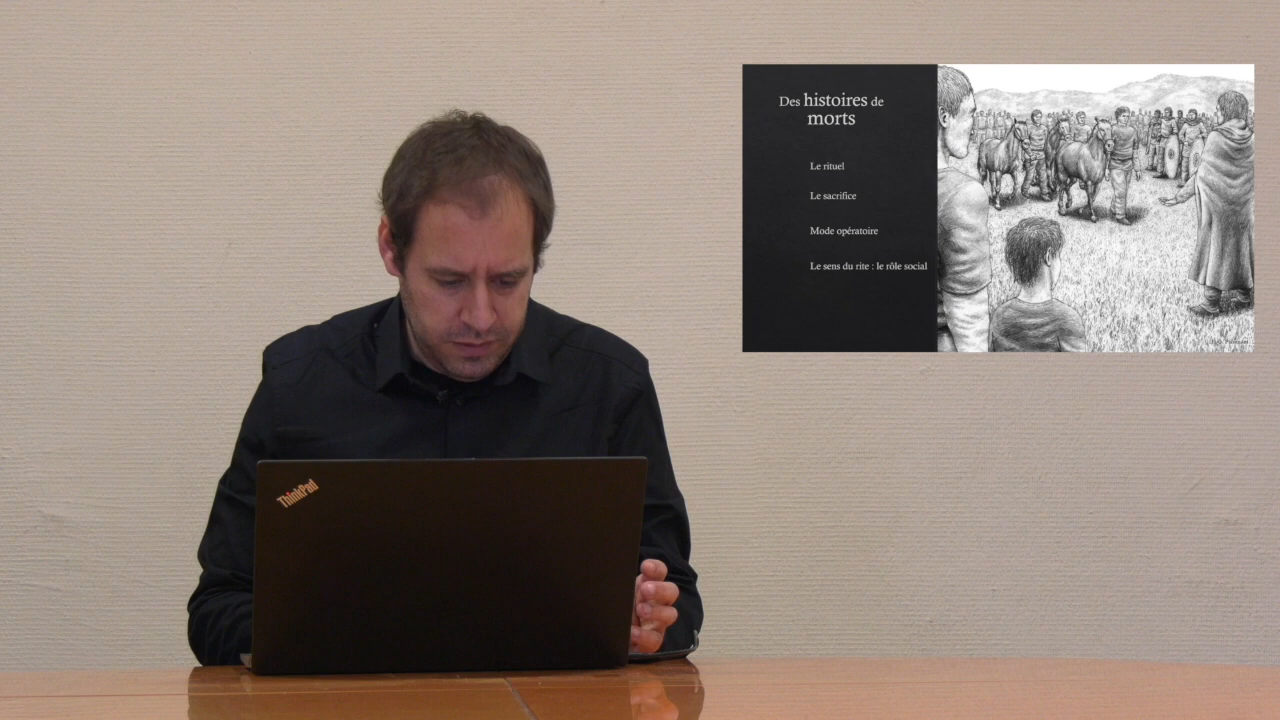 ThinkPad
Des histoires de
morts
Le rituel
Le sacrifice
Mode opératoire
Le sens du rite : le rôle social